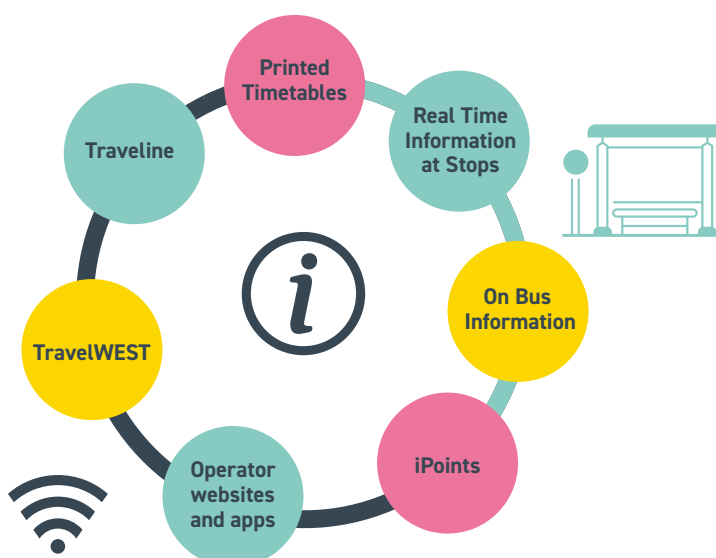 Printed
Timetables
Real Time
Information
at Stops
On Bus
Information
iPoints
Operator
websites
and apps
TravelWEST
Traveline
i